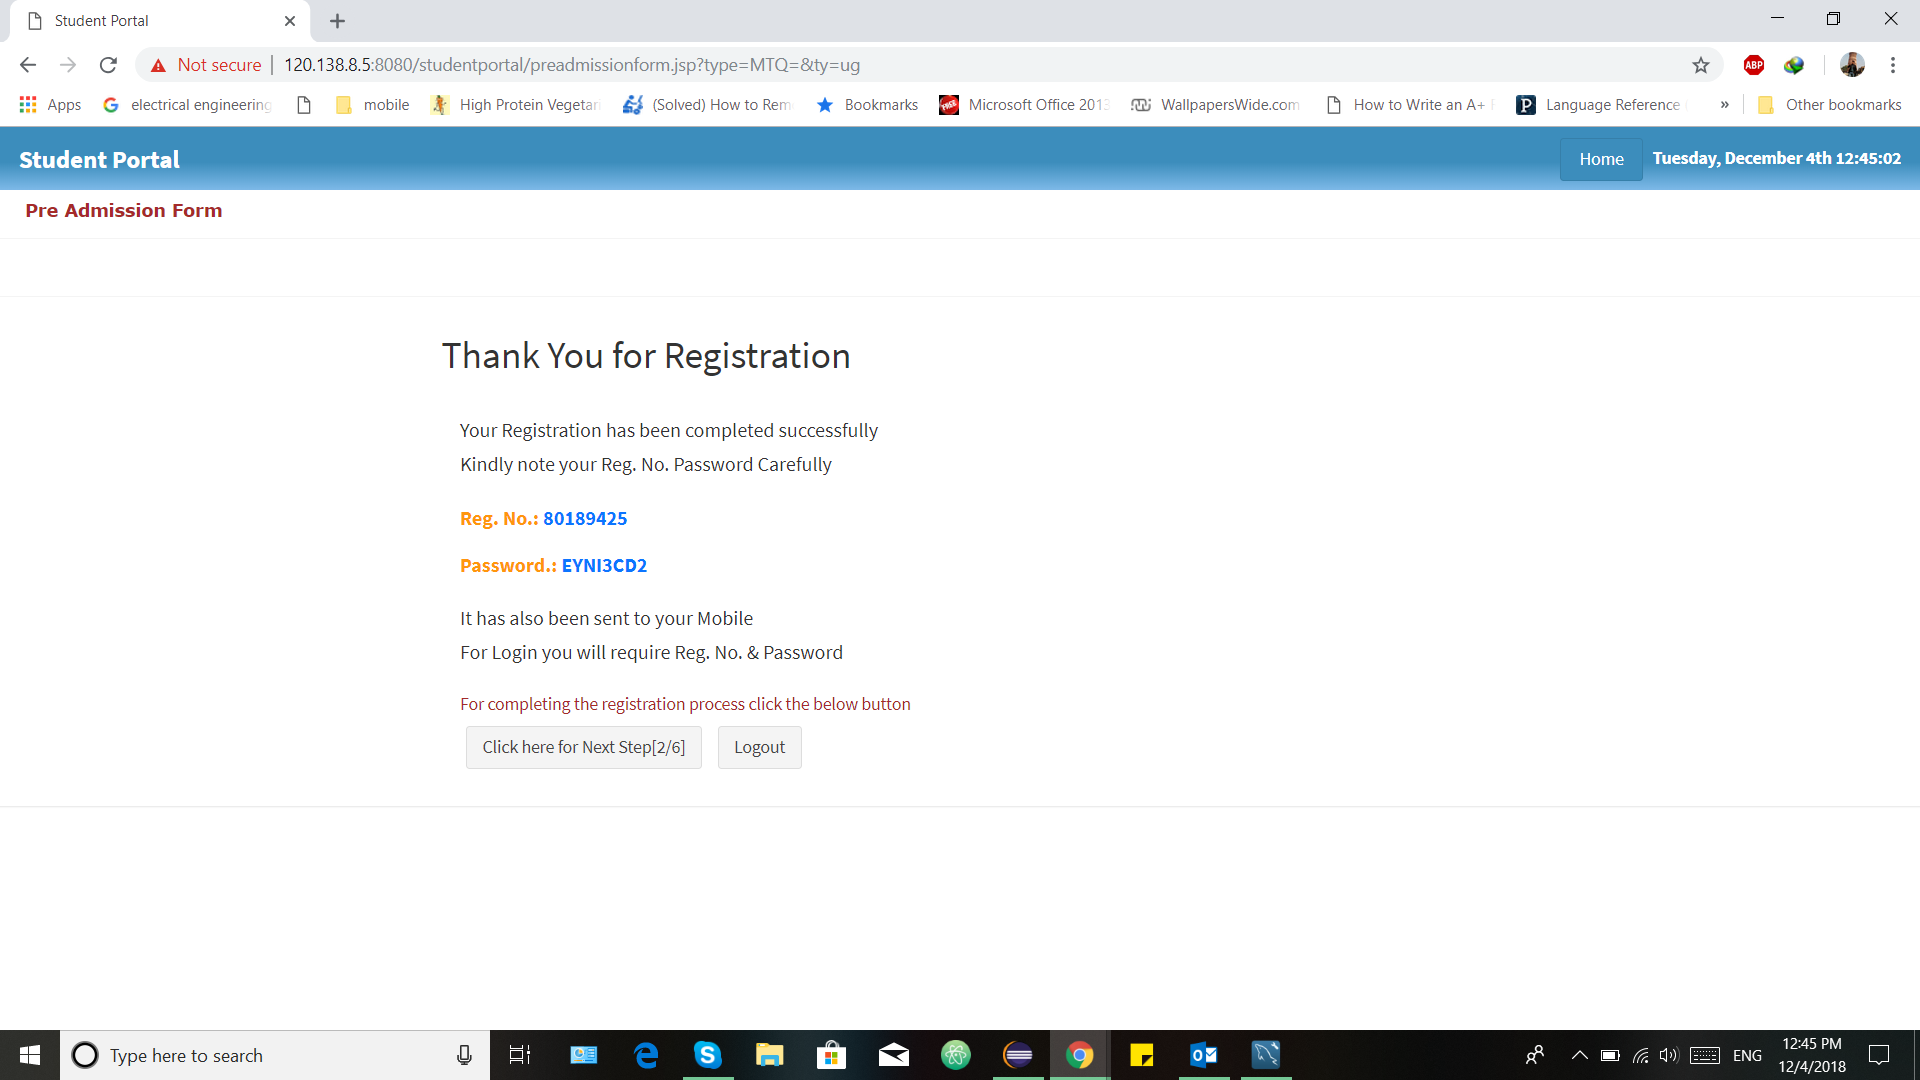 Student Portal
Not secure
120.138.8.5:8080/studentportal/preadmissionform.jsp?type=MTQ=&ty=ug
ABP
Apps
electrical engineering
mobile
High Protein Vegetar
(Solved) How to Rem
Bookmarks
Microsoft Office 2013
WallpapersWide.com
How to Write an A+
Language Reference
»
Other bookmarks
Student Portal
Home
Tuesday, December 4th 12:45:02
Pre Admission Form
Thank You for Registration
Your Registration has been completed successfully
Kindly note your Reg. No. Password Carefully
Reg. No.: 80189425
Password.: EYNI3CD2
It has also been sent to your Mobile
For Login you will require Reg. No. & Password
For completing the registration process click the below button
Click here for Next Step[2/6]
Logout
Type here to search
ENG
12:45 PM
12/4/2018